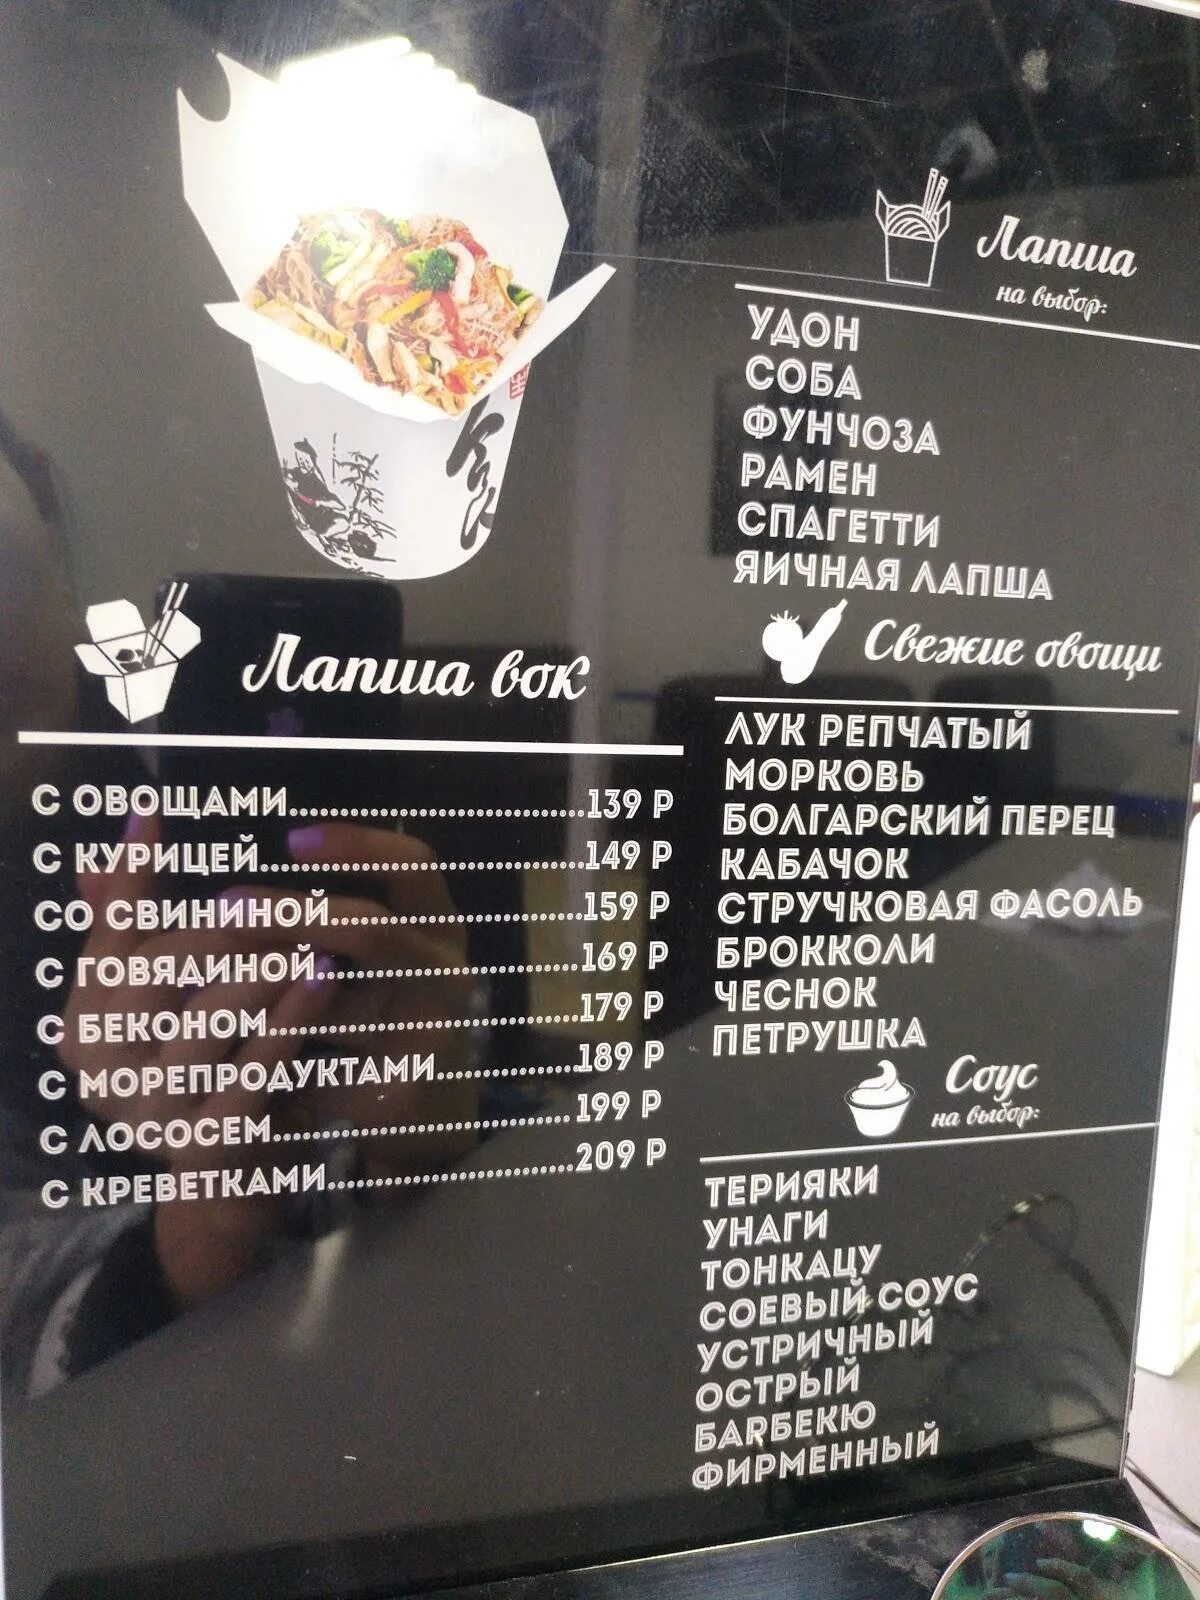 Лапша вок
С ОВОЩАМИ..............................139 Р
С КУРИЦЕЙ..............................149 Р
СО СВИНИНОЙ..............................159 Р
С ГОВЯДИНОЙ..............................169 Р
С БЕКОНОМ..............................179 Р
С МОРЕПРОДУКТАМИ................189 Р
С ЛОСОСЕМ..............................199 Р
С КРЕВЕТКАМИ..........................209 Р
Лапша
на выбор:
УДОН
СОБА
ФУНЧОЗА
РАМЕН
СПАГЕТТИ
ЯИЧНАЯ ЛАПША
Свежие овощи
ЛУК РЕПЧАТЫЙ
МОРКОВЬ
БОЛГАРСКИЙ ПЕРЕЦ
КАБАЧОК
СТРУЧКОВАЯ ФАСОЛЬ
БРОККОЛИ
ЧЕСНОК
ПЕТРУШКА
Соус
на выбор:
ТЕРИЯКИ
УНАГИ
ТОНКАЦУ
СОЕВЫЙ СОУС
УСТРИЧНЫЙ
ОСТРЫЙ
БАRБЕКЮ
ФИРМЕННЫЙ